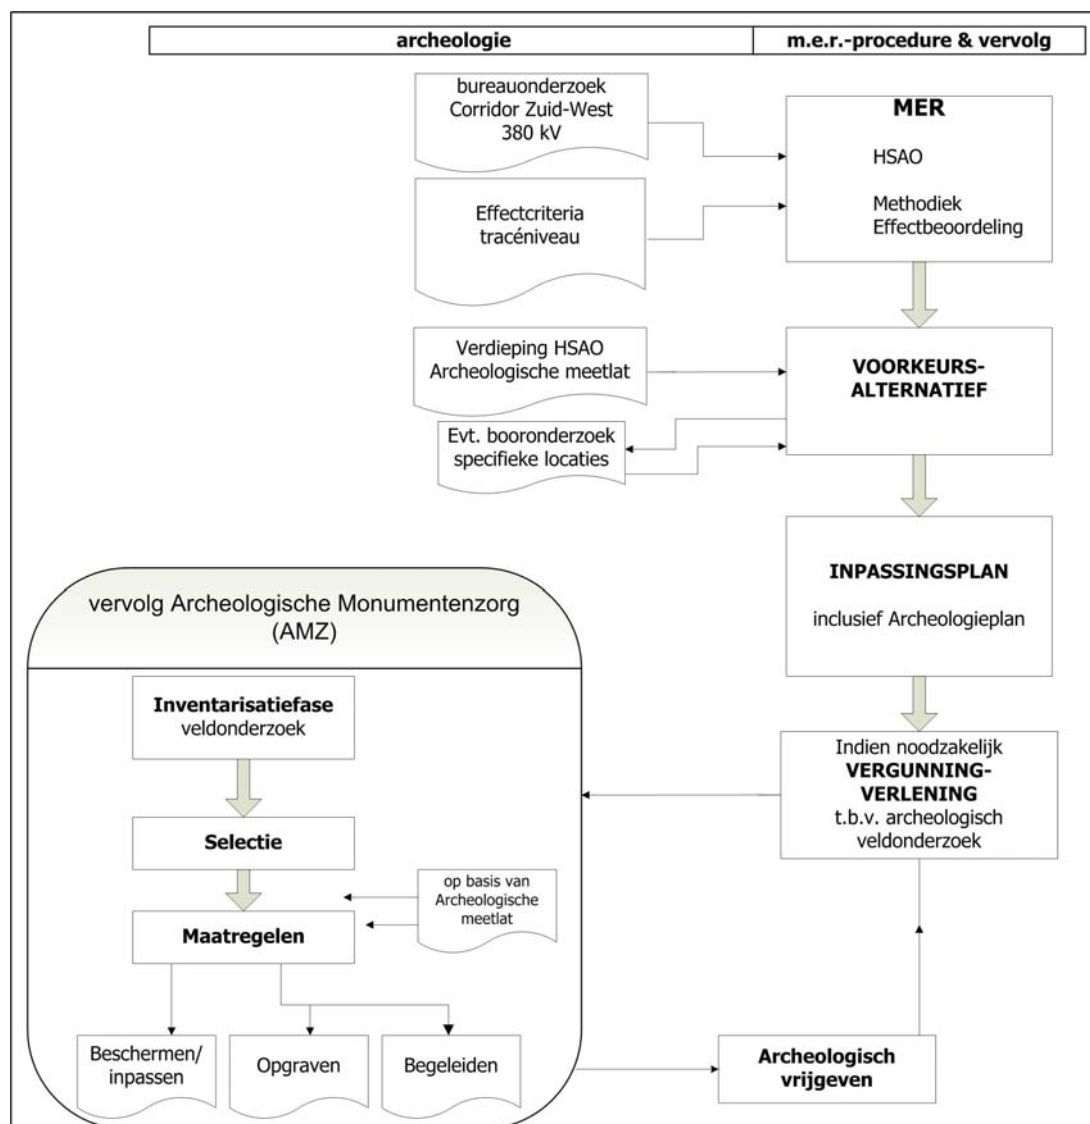 archeologie
m.e.r.-procedure & vervolg
bureauonderzoek
Corridor Zuid-West
380 kV
MER
HSAO
Methodiek
Effectbeoordeling
Effectcriteria
tracéniveau
Verdieping HSAO
Archeologische meetlat
VOORKEURS-
ALTERNATIEF
Evt. booronderzoek
specifieke locaties
INPASSINGSPLAN
inclusief Archeologieplan
vervolg Archeologische Monumentenzorg
(AMZ)
Inventarisatiefase
veldonderzoek
Indien noodzakelijk
VERGUNNING-
VERLENING
t.b.v. archeologisch
veldonderzoek
Selectie
op basis van
Archeologische
meetlat
Maatregelen
Beschermen/
inpassen
Opgraven
Begeleiden
Archeologisch
vrijgeven